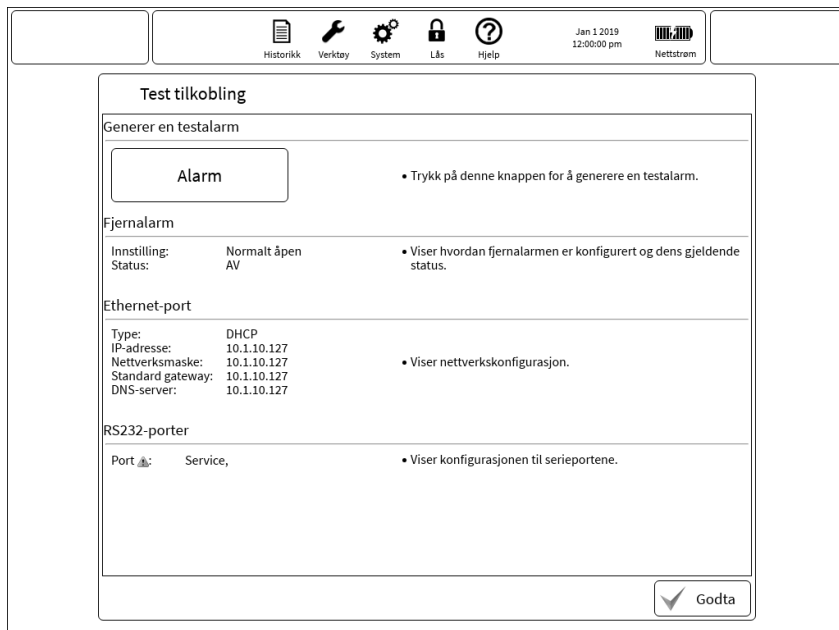 Historikk
Verktøy
System
Lås
Hjelp
Jan 1 2019
12:00:00 pm
Nettstrøm
Test tilkobling
Generer en testalarm
Alarm
• Trykk på denne knappen for å generere en testalarm.
Fjernalarm
Innstilling: Normalt åpen
Status: AV
• Viser hvordan fjernalarmen er konfigurert og dens gjeldende
status.
Ethernet-port
Type: DHCP
IP-adresse: 10.1.10.127
Nettverksmaske: 10.1.10.127
Standard gateway: 10.1.10.127
DNS-server: 10.1.10.127
• Viser nettverkskonfigurasjon.
RS232-porter
Port : Service,
• Viser konfigurasjonen til serieportene.
Godta